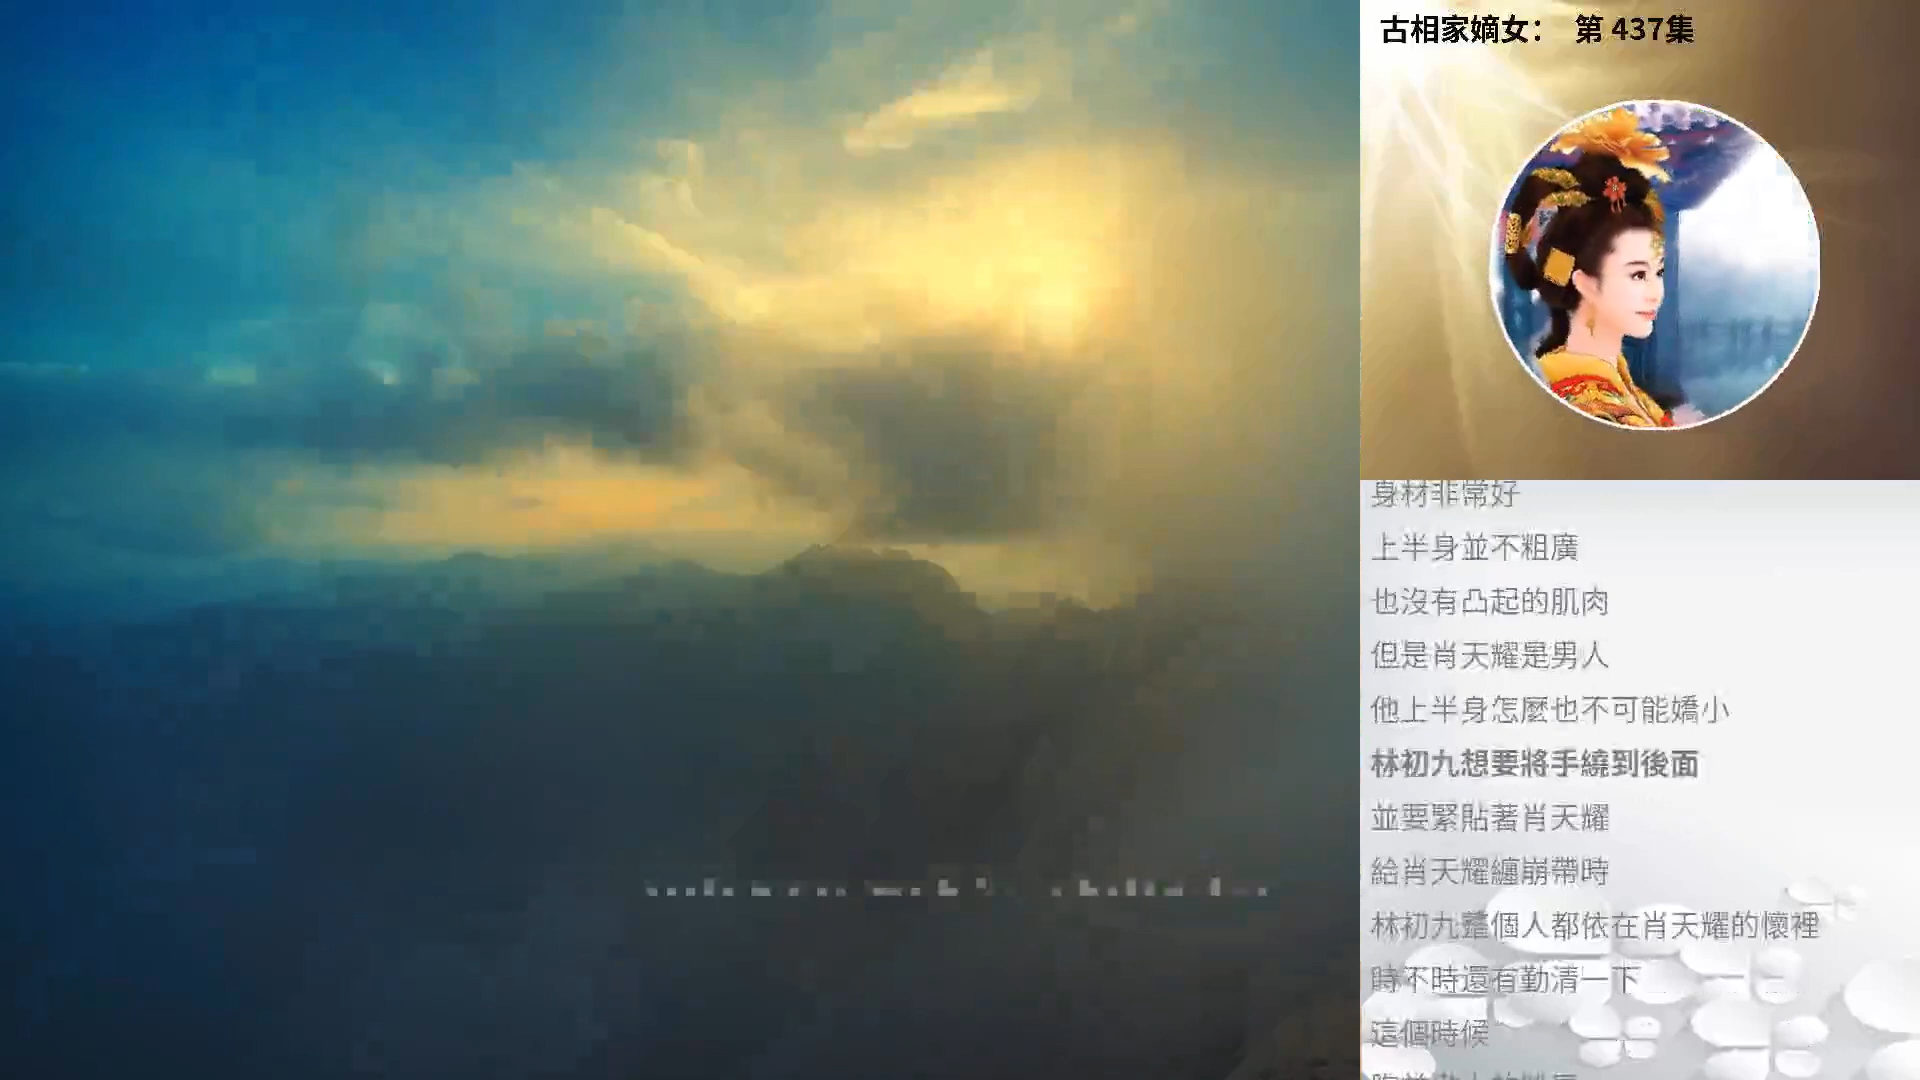 古相家嫡女： 第 437集
身材非常好
上半身並不粗廣
也沒有凸起的肌肉
但是肖天耀是男人
他上半身怎麼也不可能嬌小
林初九想要將手繞到後面
並要緊貼著肖天耀
給肖天耀纏崩帶時
林初九整個人都依在肖天耀的懷裡
時不時還有勤清一下
這個時候